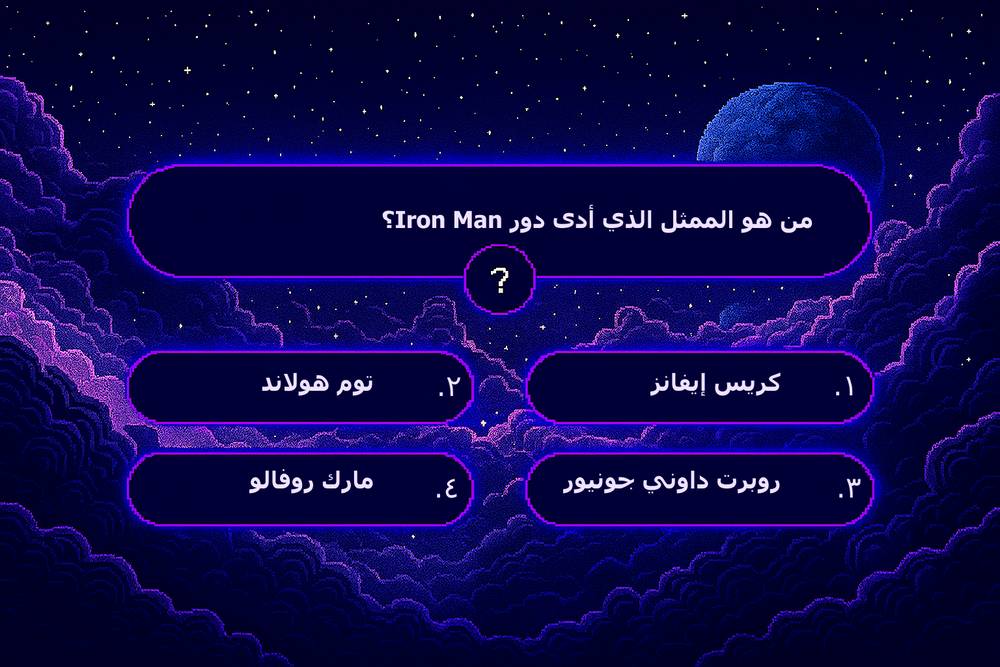 من هو الممثل الذي أدى دور Iron Man؟
?
١. كريس إيفانز
٢. توم هولاند
٣. روبرت داوني جونيور
٤. مارك روفالو